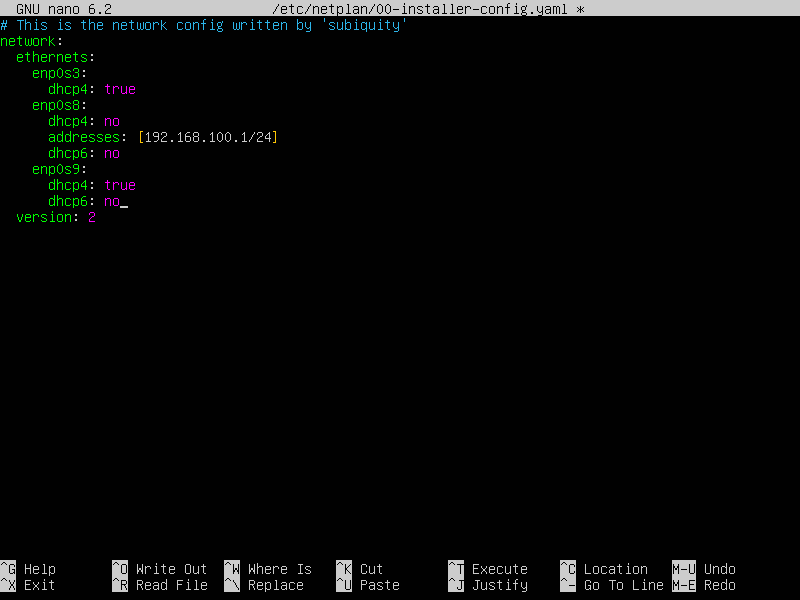 GNU nano 6.2 /etc/netplan/00-installer-config.yaml *
# This is the network config written by 'subiquity'
network:
  ethernets:
    enp0s3:
      dhcp4: true
    enp0s8:
      dhcp4: no
      addresses: [192.168.100.1/24]
      dhcp6: no
    enp0s9:
      dhcp4: true
      dhcp6: no_
  version: 2
^G Help ^O Write Out ^W Where Is ^K Cut ^T Execute ^C Location M-U Undo
^X Exit ^R Read File ^\ Replace ^U Paste ^J Justify ^- Go To Line M-E Redo